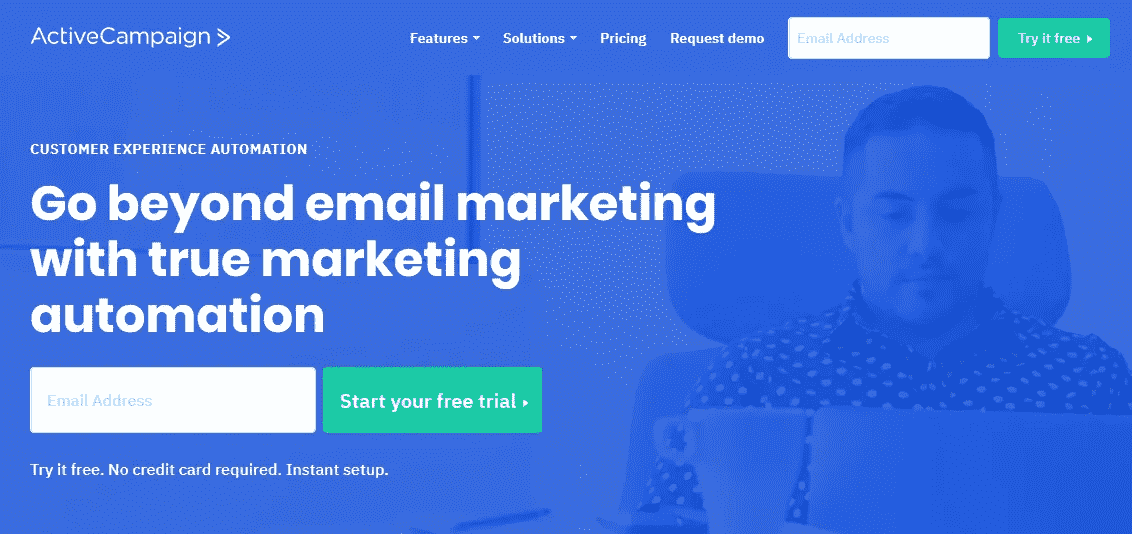 ActiveCampaign
Features Solutions Pricing Request demo Email Address Try it free
CUSTOMER EXPERIENCE AUTOMATION
Go beyond email marketing
with true marketing
automation
Email Address Start your free trial
Try it free. No credit card required. Instant setup.